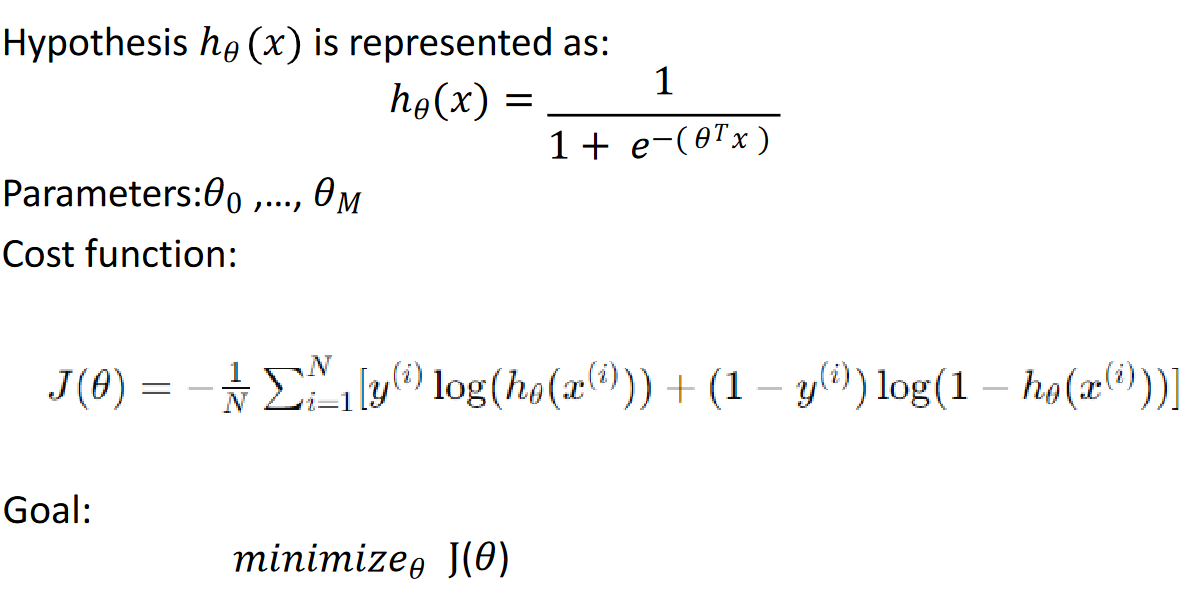 Hypothesis hθ(x) is represented as:
hθ(x) = 1 / (1 + e^−(θ^T x))
Parameters:θ₀ ,..., θ_M
Cost function:
J(θ) = −1/N ∑_{i=1}^{N} [y^(i) log(hθ(x^(i))) + (1 − y^(i)) log(1 − hθ(x^(i)))]
Goal:
minimizeθ J(θ)